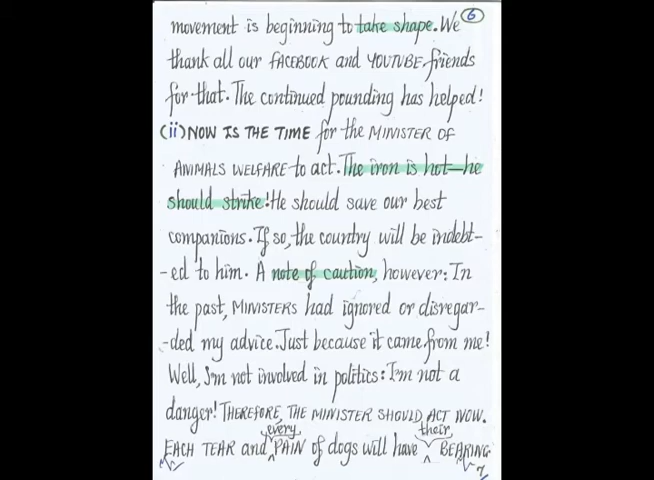 movement is beginning to take shape. We 6
thank all our FACEBOOK and YOUTUBE friends
for that. The continued pounding has helped!
(ii) NOW IS THE TIME for the MINISTER OF
ANIMALS WELFARE to act. The iron is hot—he
should strike! He should save our best
companions. If so, the country will be indebt-
-ed to him. A note of caution, however: In
the past, MINISTERS had ignored or disregar-
-ded my advice. Just because it came from me!
Well, I'm not involved in politics: I'm not a
danger! THEREFORE, THE MINISTER SHOULD ACT NOW.
EACH TEAR and every PAIN of dogs will have their BEARING.
7